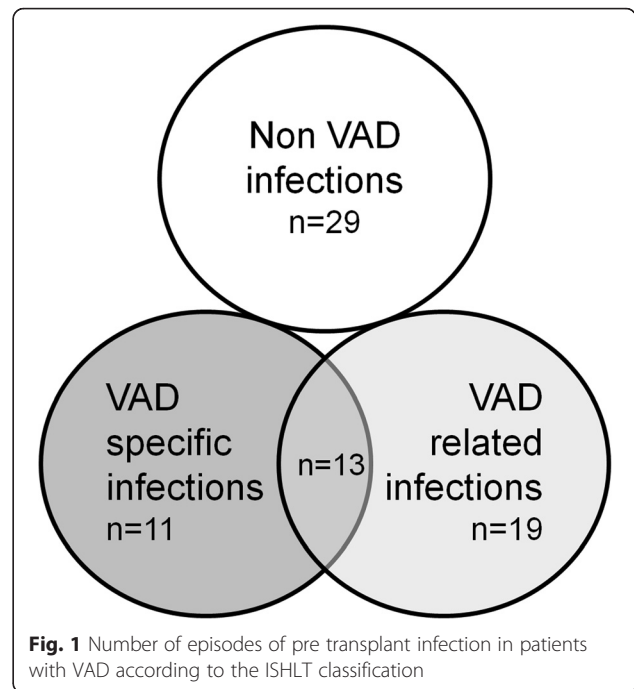 Non VAD
infections
n=29
VAD
specific
infections
n=11
n=13
VAD
related
infections
n=19
Fig. 1 Number of episodes of pre transplant infection in patients
with VAD according to the ISHLT classification